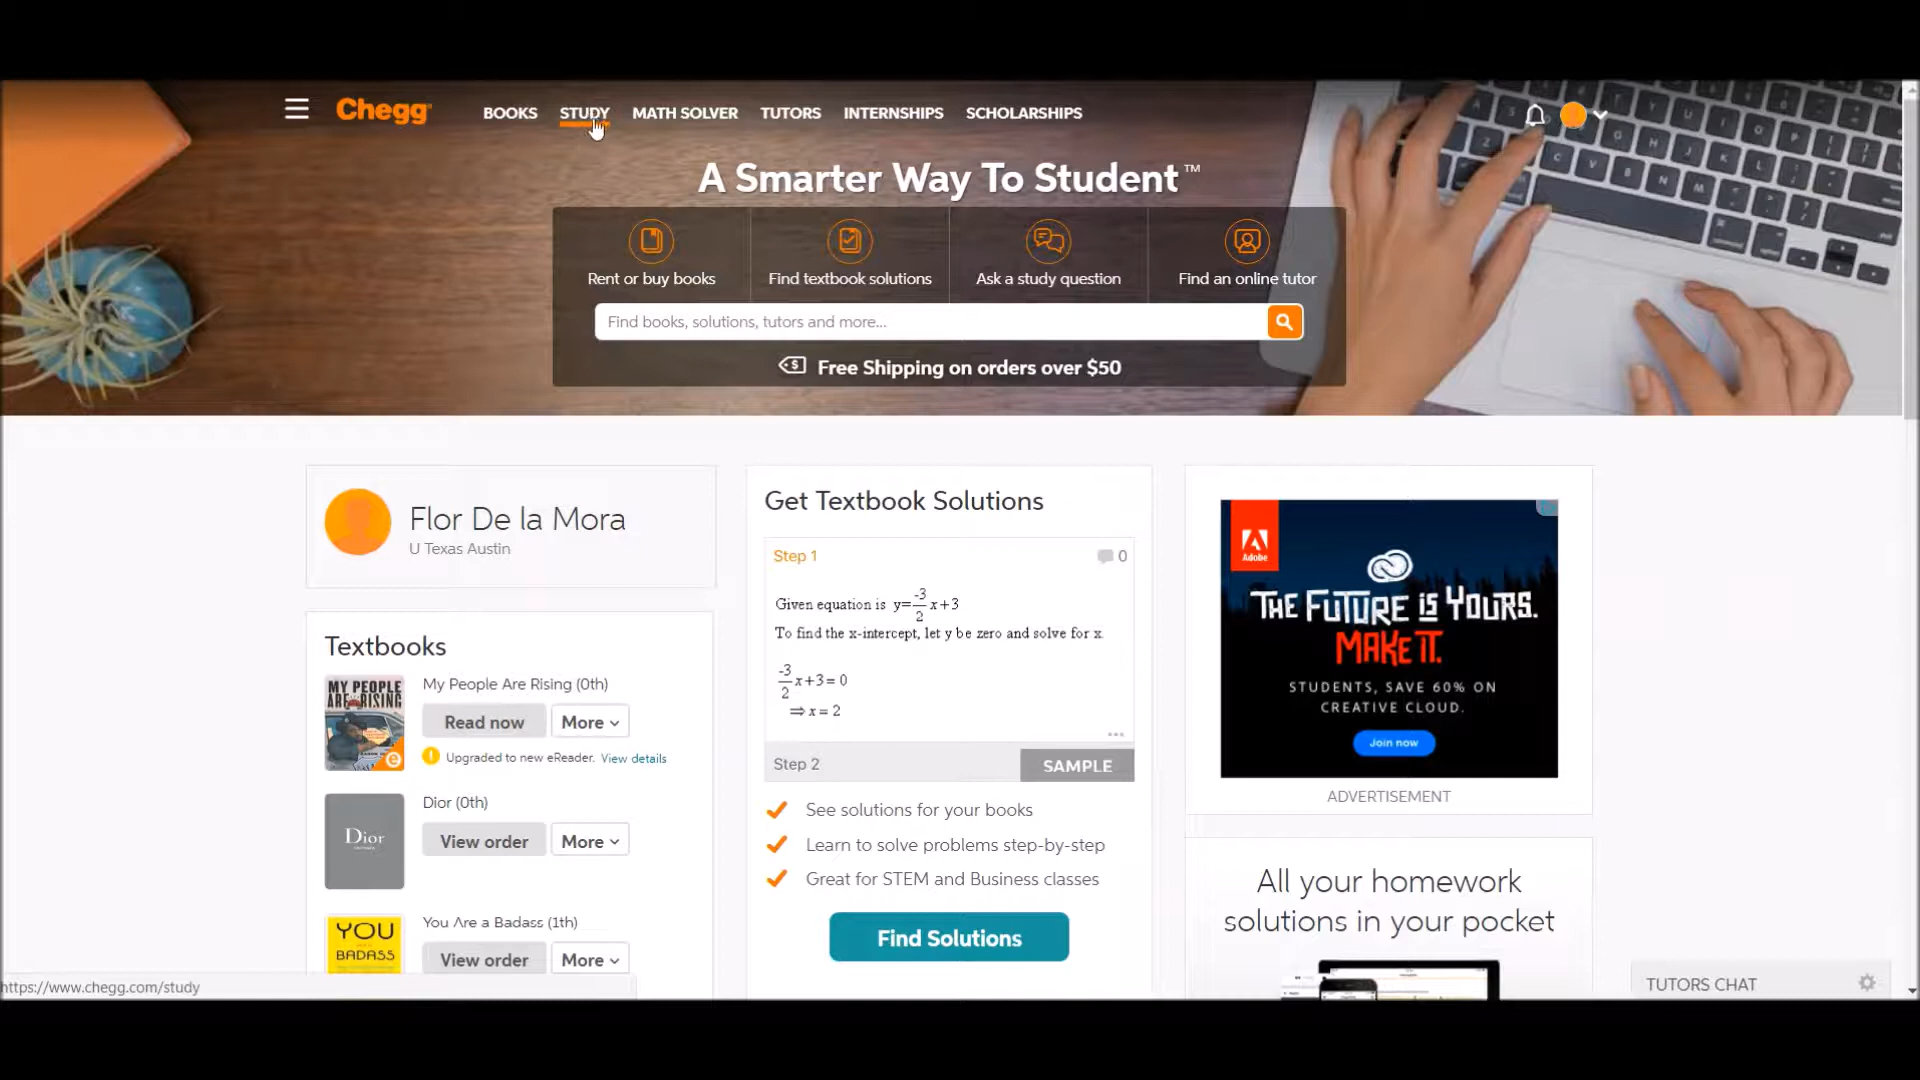 Chegg
BOOKS STUDY MATH SOLVER TUTORS INTERNSHIPS SCHOLARSHIPS
A Smarter Way To Student™
Rent or buy books
Find textbook solutions
Ask a study question
Find an online tutor
Find books, solutions, tutors and more...
Free Shipping on orders over $50
Flor De la Mora
U Texas Austin
Textbooks
MY PEOPLE
ARE RISING
My People Are Rising (0th)
Read now More
Upgraded to new eReader. View details
Dior
Dior (0th)
View order More
YOU
BADASS
You Are a Badass (1th)
View order More
Get Textbook Solutions
Step 1 0
Given equation is y=-3/2 x+3
To find the x-intercept, let y be zero and solve for x.
-3/2 x+3=0
⇒x=2
...
Step 2 SAMPLE
See solutions for your books
Learn to solve problems step-by-step
Great for STEM and Business classes
Find Solutions
Adobe
THE FUTURE IS YOURS.
MAKE IT.
STUDENTS, SAVE 60% ON
CREATIVE CLOUD.
Join now
ADVERTISEMENT
All your homework
solutions in your pocket
TUTORS CHAT
https://www.chegg.com/study